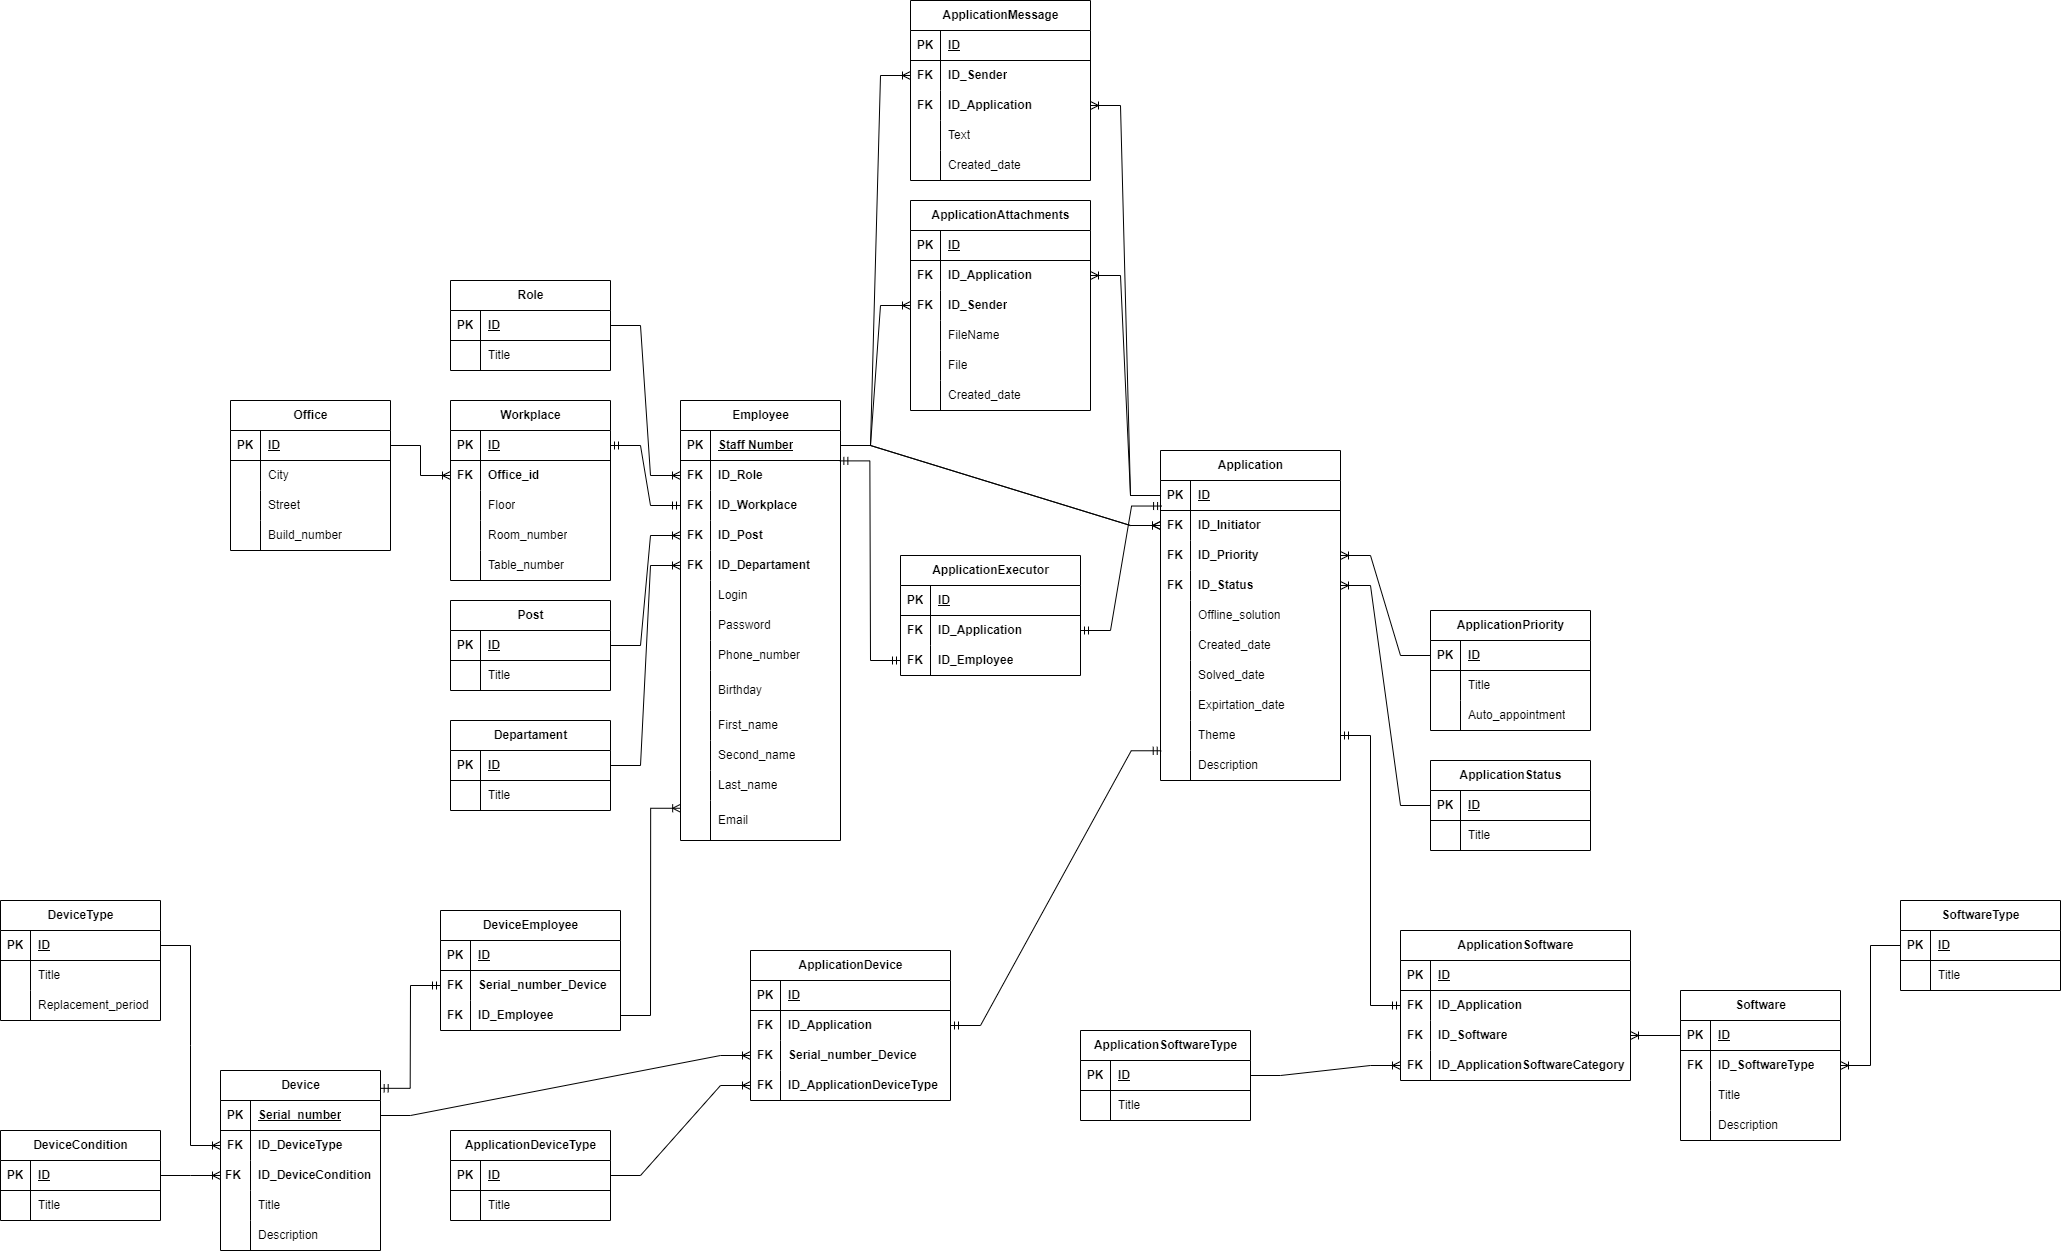 ApplicationMessage
PK ID
FK ID_Sender
FK ID_Application
Text
Created_date
ApplicationAttachments
PK ID
FK ID_Application
FK ID_Sender
FileName
File
Created_date
Role
PK ID
Title
Office
PK ID
City
Street
Build_number
Workplace
PK ID
FK Office_id
Floor
Room_number
Table_number
Post
PK ID
Title
Departament
PK ID
Title
Employee
PK Staff Number
FK ID_Role
FK ID_Workplace
FK ID_Post
FK ID_Departament
Login
Password
Phone_number
Birthday
First_name
Second_name
Last_name
Email
ApplicationExecutor
PK ID
FK ID_Application
FK ID_Employee
Application
PK ID
FK ID_Initiator
FK ID_Priority
FK ID_Status
Offline_solution
Created_date
Solved_date
Expirtation_date
Theme
Description
ApplicationPriority
PK ID
Title
Auto_appointment
ApplicationStatus
PK ID
Title
DeviceType
PK ID
Title
Replacement_period
DeviceCondition
PK ID
Title
Device
PK Serial_number
FK ID_DeviceType
FK ID_DeviceCondition
Title
Description
DeviceEmployee
PK ID
FK Serial_number_Device
FK ID_Employee
ApplicationDeviceType
PK ID
Title
ApplicationDevice
PK ID
FK ID_Application
FK Serial_number_Device
FK ID_ApplicationDeviceType
ApplicationSoftwareType
PK ID
Title
ApplicationSoftware
PK ID
FK ID_Application
FK ID_Software
FK ID_ApplicationSoftwareCategory
Software
PK ID
FK ID_SoftwareType
Title
Description
SoftwareType
PK ID
Title